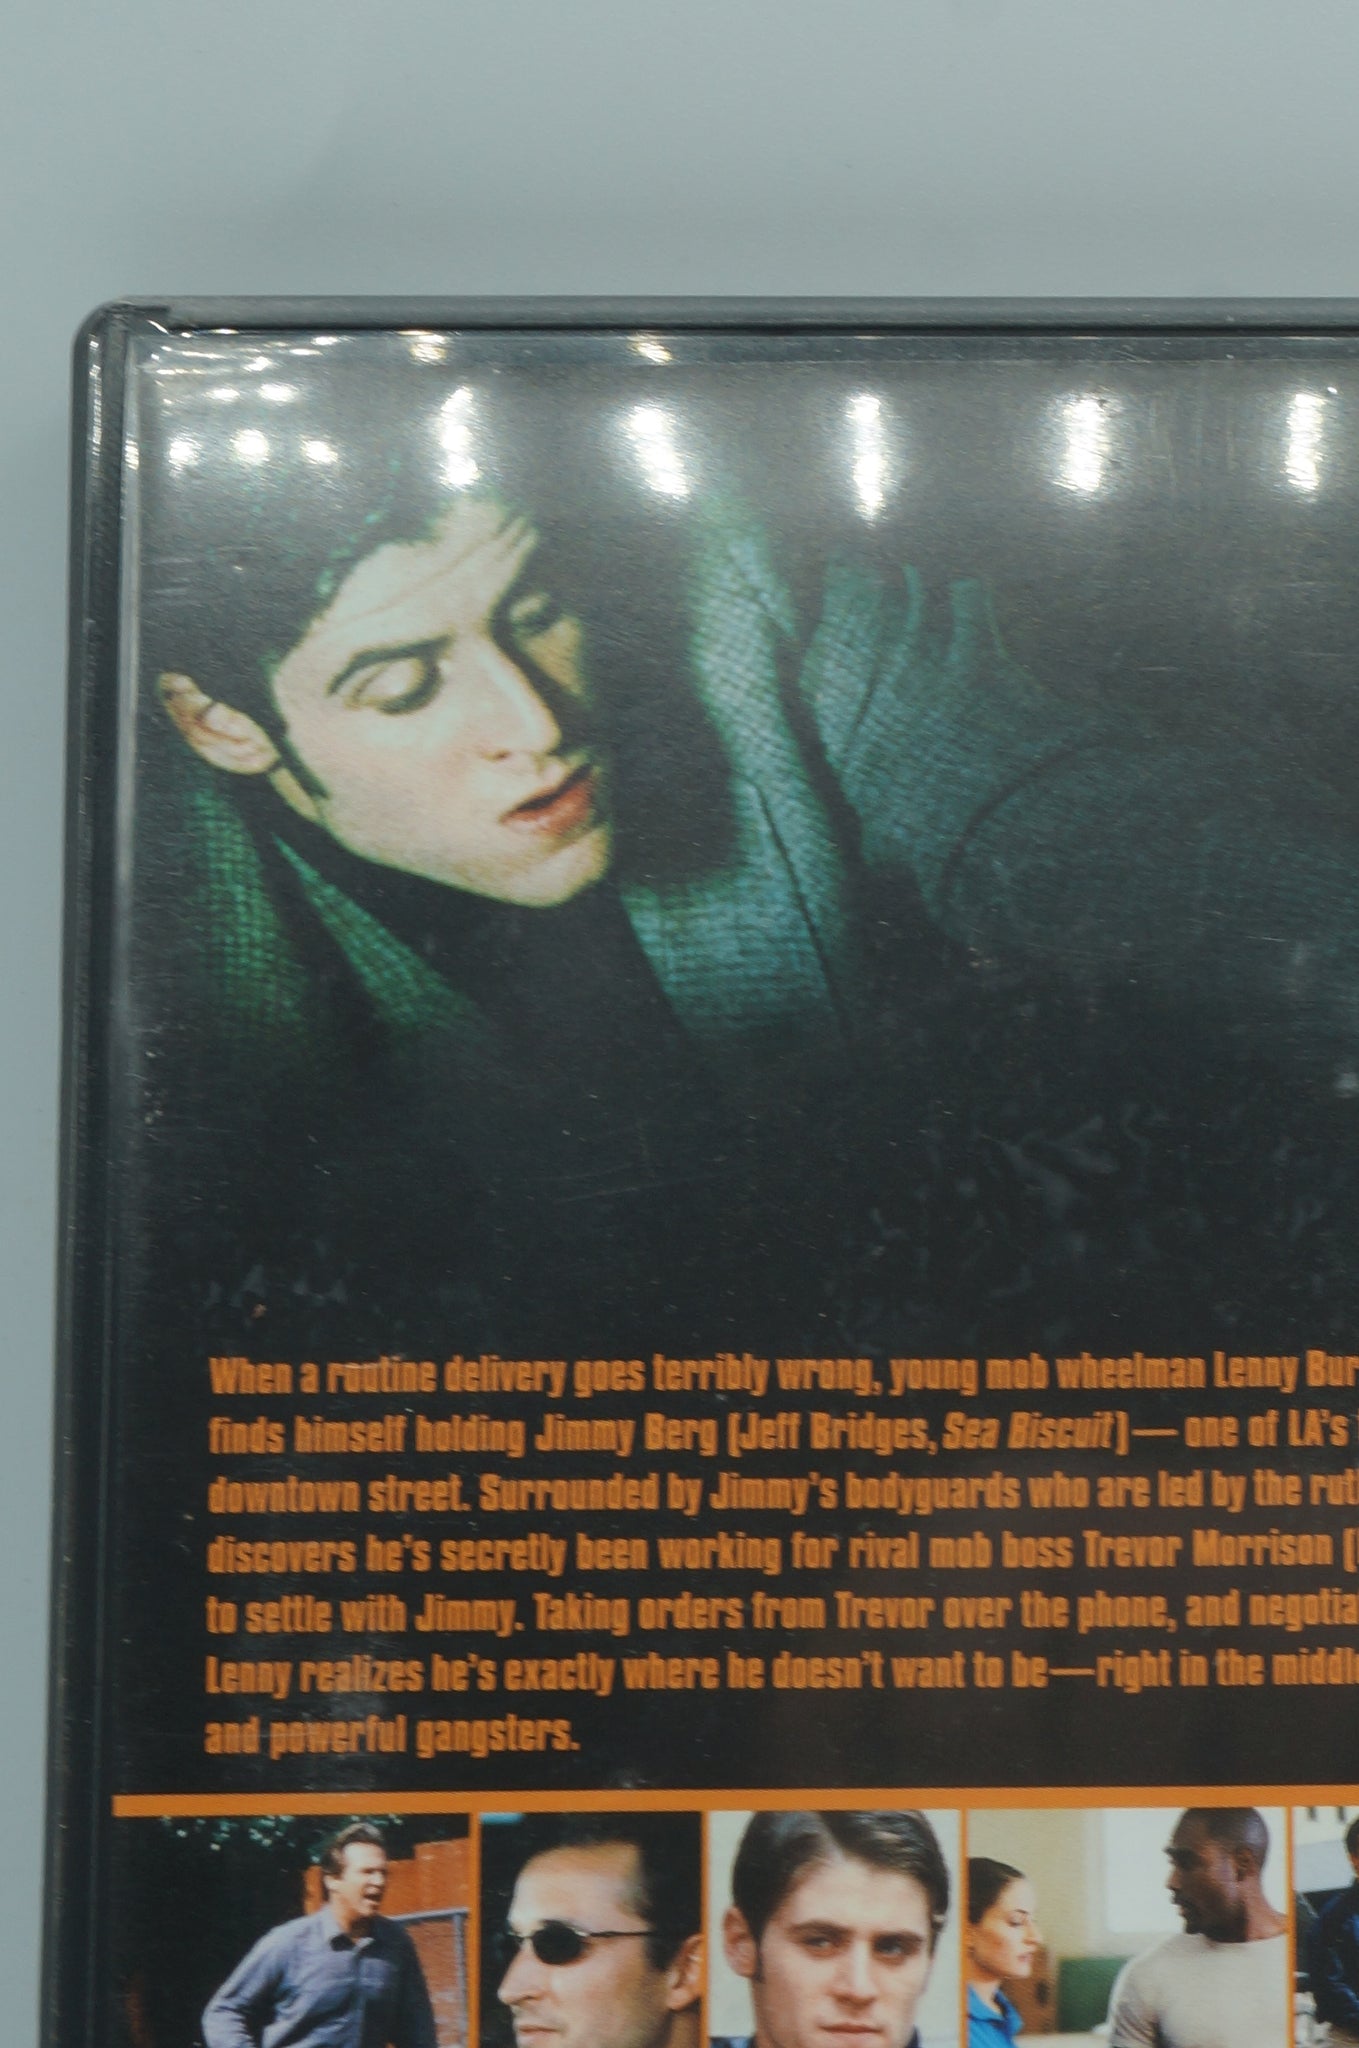 When a routine delivery goes terribly wrong, young mob wheelman Lenny
finds himself holding Jimmy Berg (Jeff Bridges, Sea Biscuit)— one of LA's
downtown street. Surrounded by Jimmy's bodyguards who are led by the
discovers he's secretly been working for rival mob boss Trevor Morrison (
to settle with Jimmy. Taking orders from Trevor over the phone, and
Lenny realizes he's exactly where he doesn't want to be—right in the
and powerful gangsters.